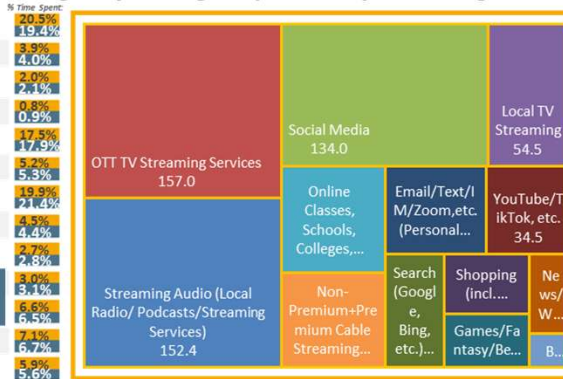 % Time Spent:
20.5%
19.4%
3.9%
4.0%
2.0%
2.1%
0.8%
0.9%
17.5%
17.9%
5.2%
5.3%
19.9%
21.4%
4.5%
4.4%
2.7%
2.8%
3.0%
3.1%
6.6%
6.5%
7.1%
6.7%
5.9%
5.6%
OTT TV Streaming Services
157.0
Streaming Audio (Local
Radio/ Podcasts/Streaming
Services)
152.4
Social Media
134.0
Local TV
Streaming
54.5
Online
Classes,
Schools,
Colleges,...
Email/Text/I
M/Zoom,etc.
(Personal...
YouTube/T
ikTok, etc.
34.5
Non-
Premium+Pre
mium Cable
Streaming...
Search
(Googl
e,
Bing,
etc.)...
Shopping
(incl....
Ne
ws/
W...
Games/Fa
ntasy/Be...
B...